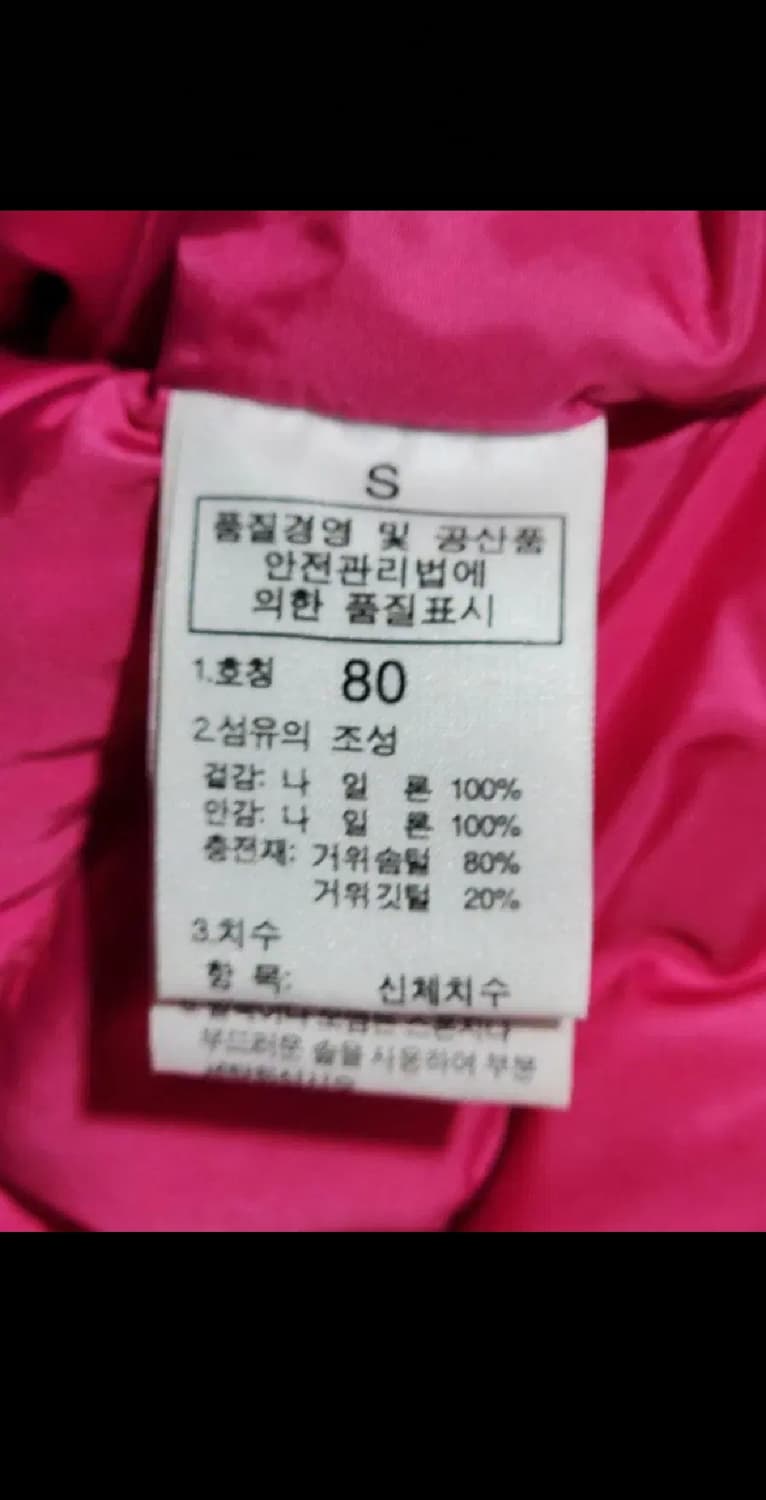 S
품질경영 및 공산품
안전관리법에
의한 품질표시
1.호칭 80
2.섬유의 조성
겉감: 나 일 론 100%
안감: 나 일 론 100%
충전재: 거위솜털 80%
거위깃털 20%
3.치수
항 목: 신체치수
부드러운 솔을 사용하여 부분